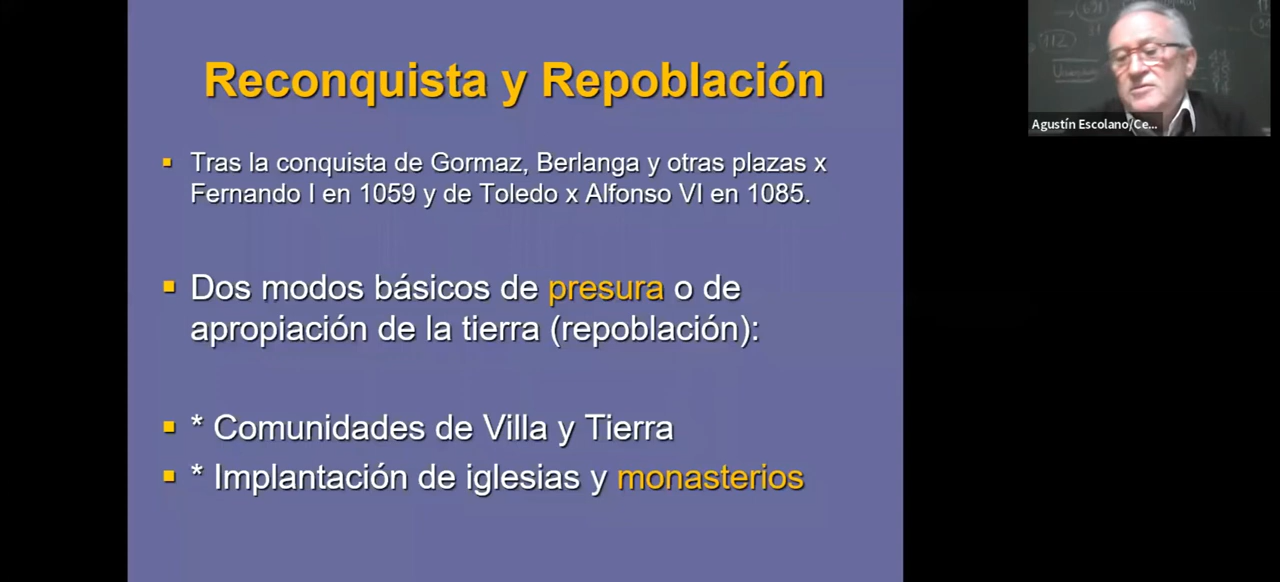 Reconquista y Repoblación
Tras la conquista de Gormaz, Berlanga y otras plazas x
Fernando I en 1059 y de Toledo x Alfonso VI en 1085.
Dos modos básicos de presura o de
apropiación de la tierra (repoblación):
* Comunidades de Villa y Tierra
* Implantación de iglesias y monasterios
Agustín Escolano/Ce...